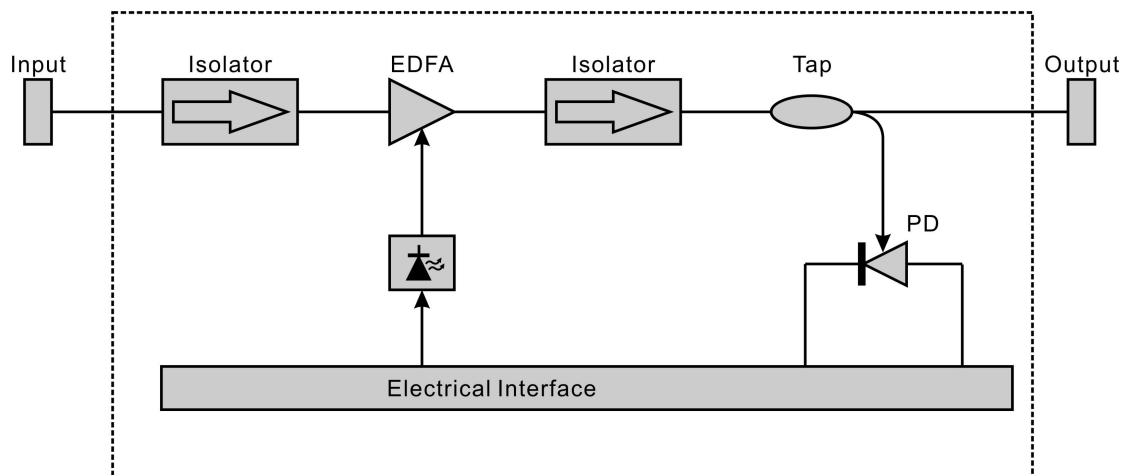 Input
Isolator
EDFA
Isolator
Tap
Output
PD
Electrical Interface